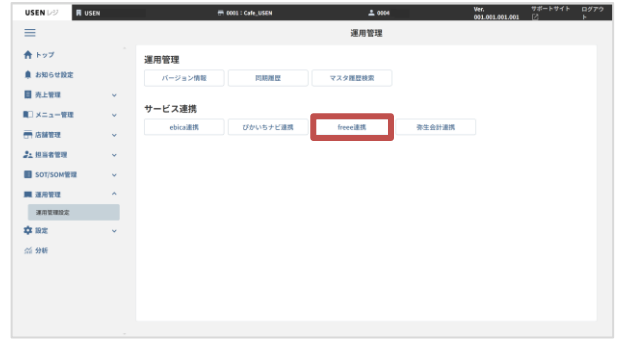 USENレジ USEN 0001 : Cafe_USEN 0004 Ver. 001.001.001.001 サポートサイト ログアウト
運用管理
トップ
お知らせ設定
売上管理
メニュー管理
店舗管理
担当者管理
SOT/SOM管理
運用管理
運用管理設定
設定
分析
運用管理
バージョン情報 同期履歴 マスタ履歴検索
サービス連携
ebica連携 ぴかいちナビ連携 freee連携 弥生会計連携